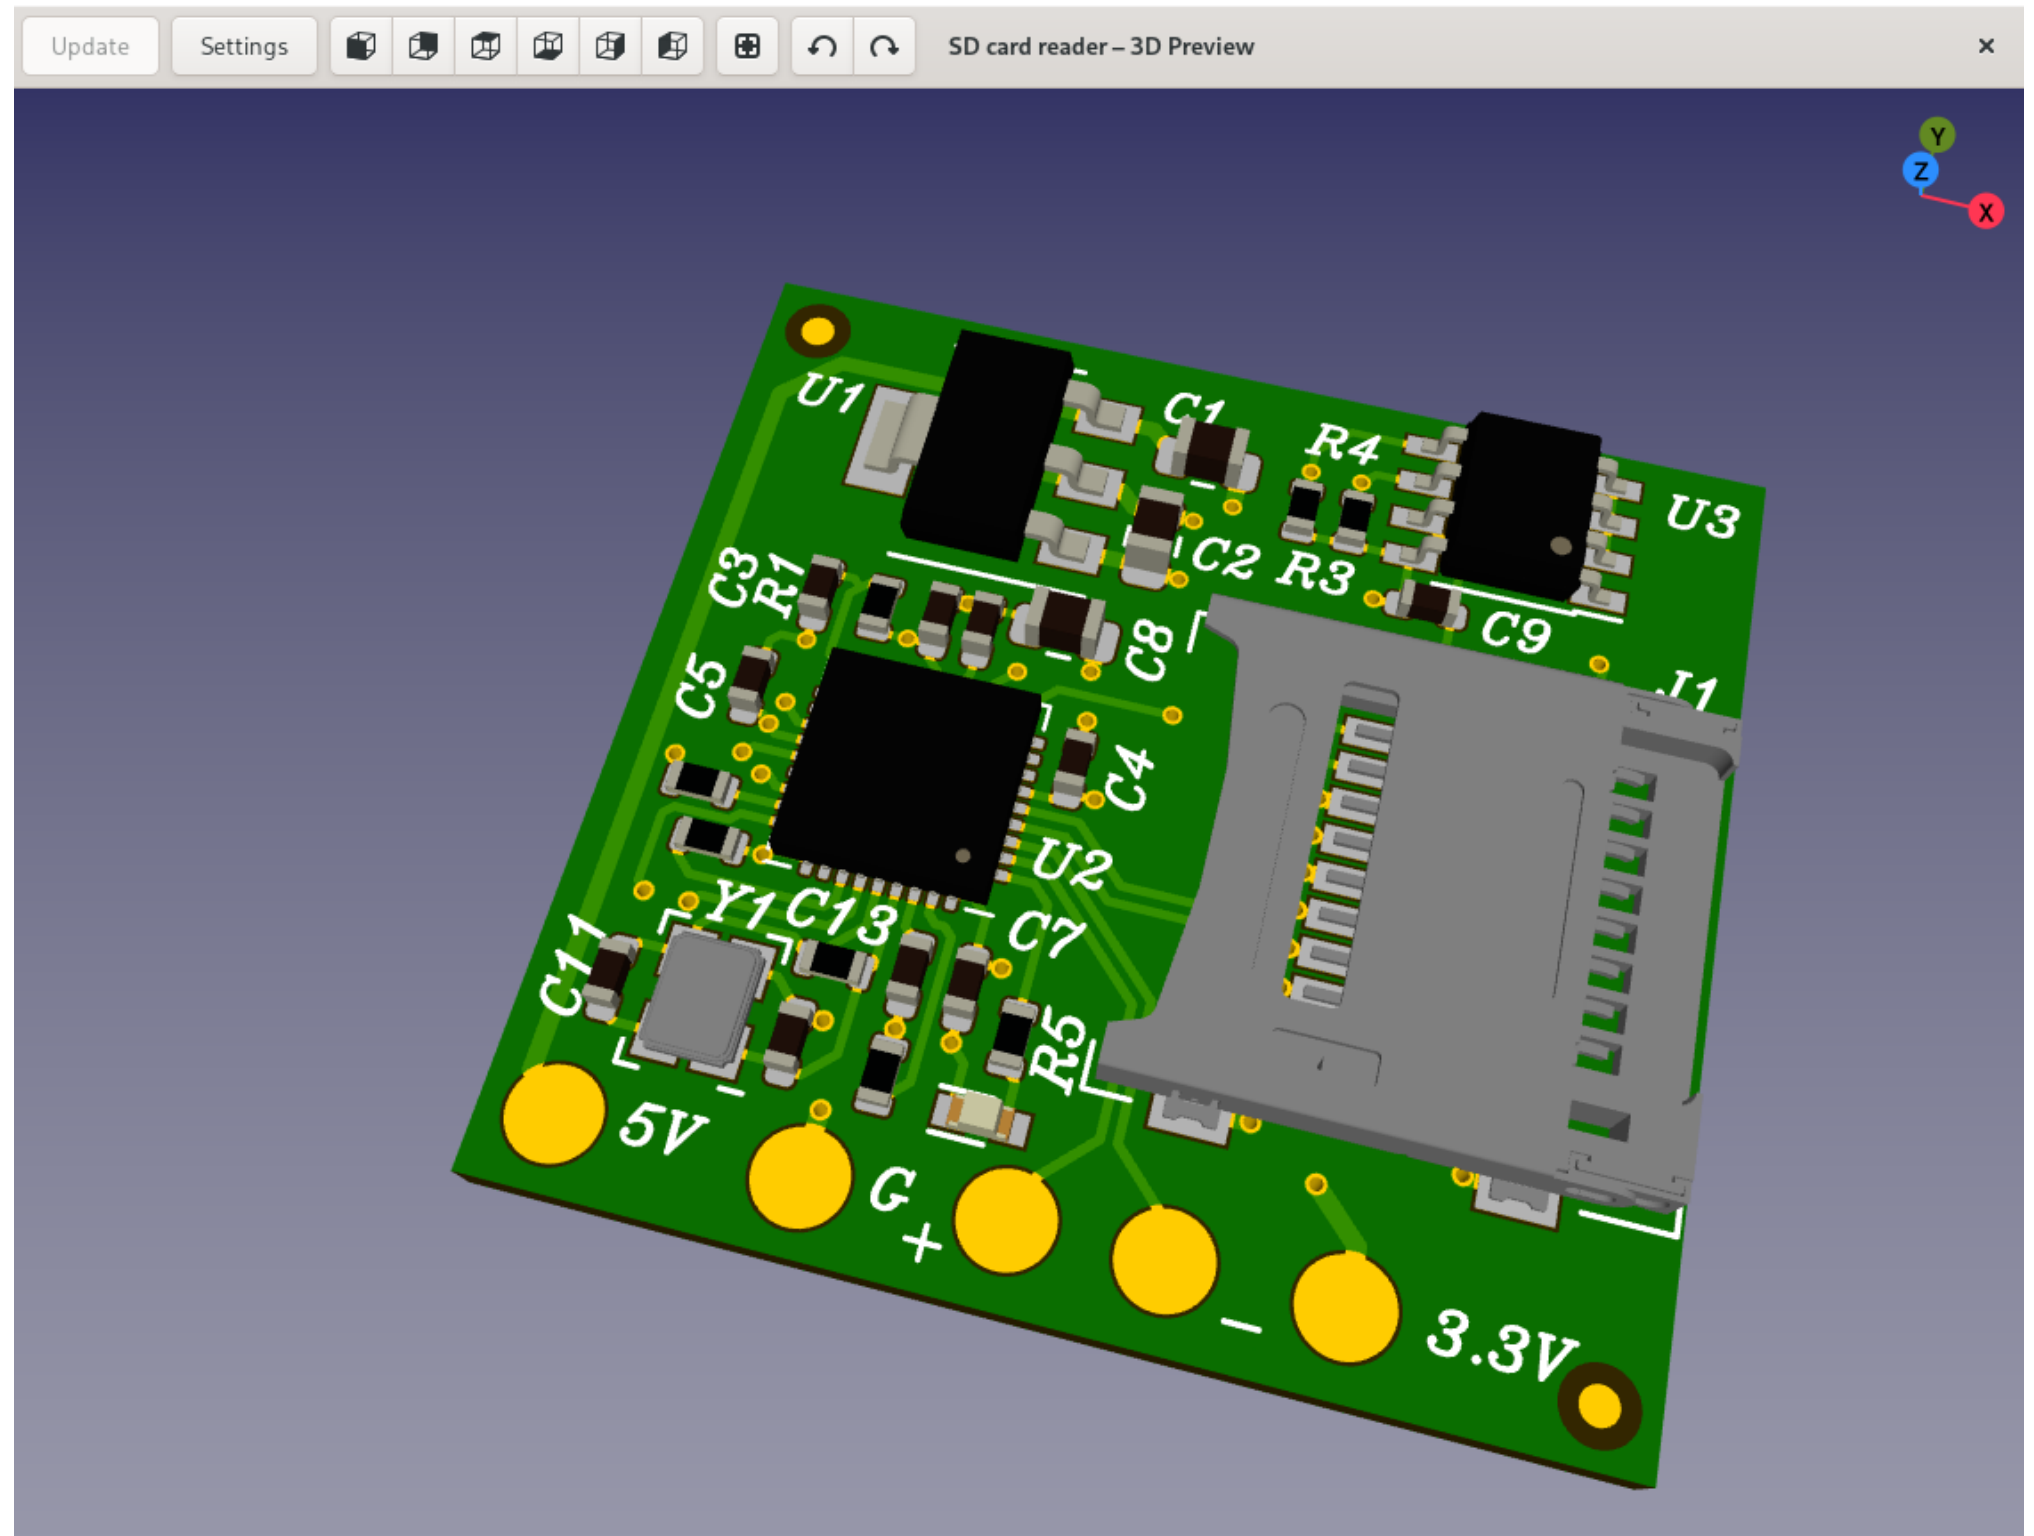 Update Settings SD card reader – 3D Preview ×
Y
Z
X
U1
C1
R4
U3
C2
R3
C3
R1
C9
C8
J1
C5
C4
U2
Y1
C13
C7
C11
R5
5V
G
+
–
3.3V